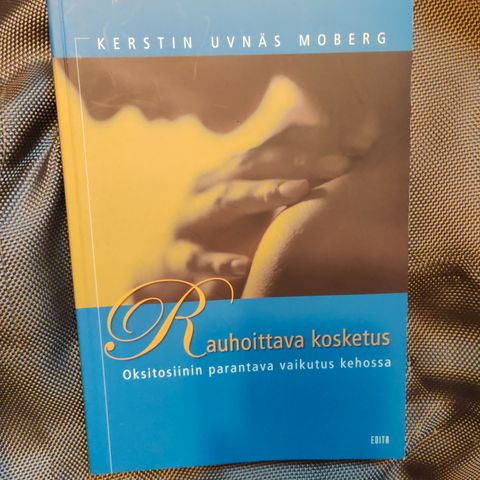 KERSTIN UVNÄS MOBERG
Rauhoittava kosketus
Oksitosiinin parantava vaikutus kehossa
EDITA